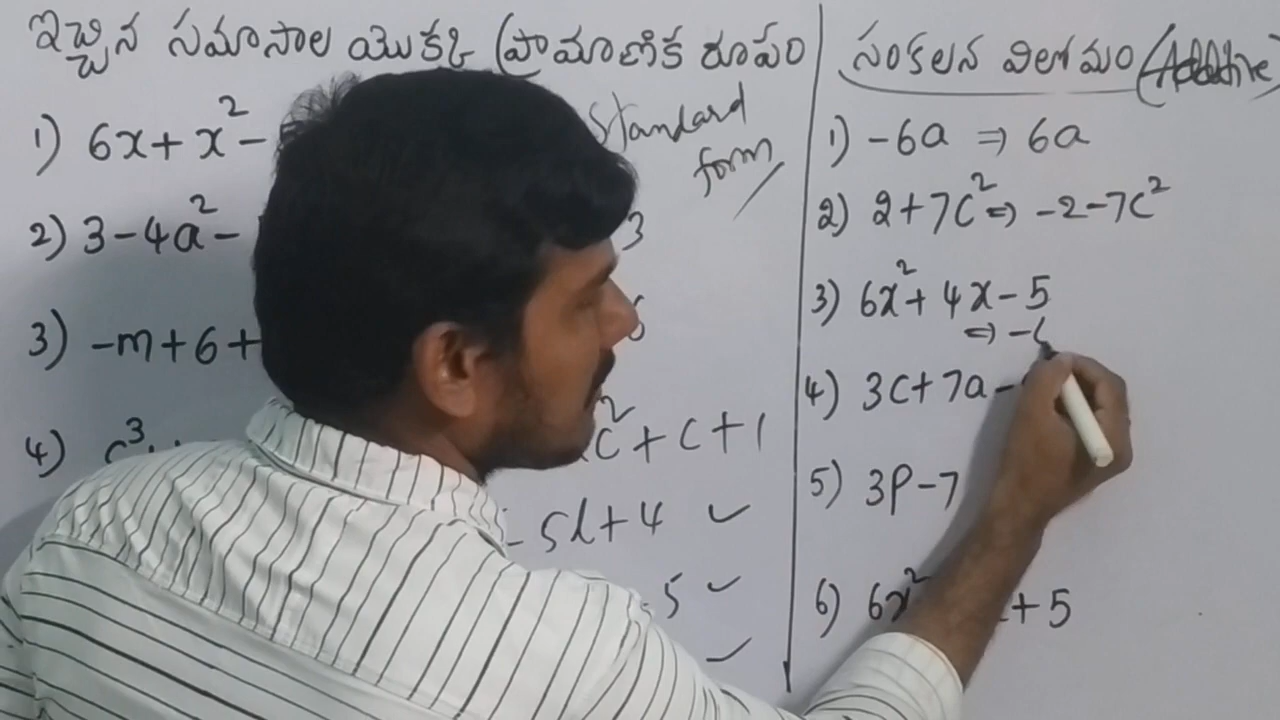 ఇచ్చిన సమాసాల యొక్క (ప్రామాణిక రూపం
Standard
form
1) 6x + x² -
2) 3 - 4a² -
3
3) -m + 6 +
4) c³
c² + c + 1
- 5l + 4 ✓
5 ✓
✓
సంకలన విలోమం (Additive)
1) -6a ⇒ 6a
2) 2 + 7c² ⇒ -2 - 7c²
3) 6x² + 4x - 5
⇒ -6
4) 3c + 7a -
5) 3p - 7
6) 6x²
+ 5